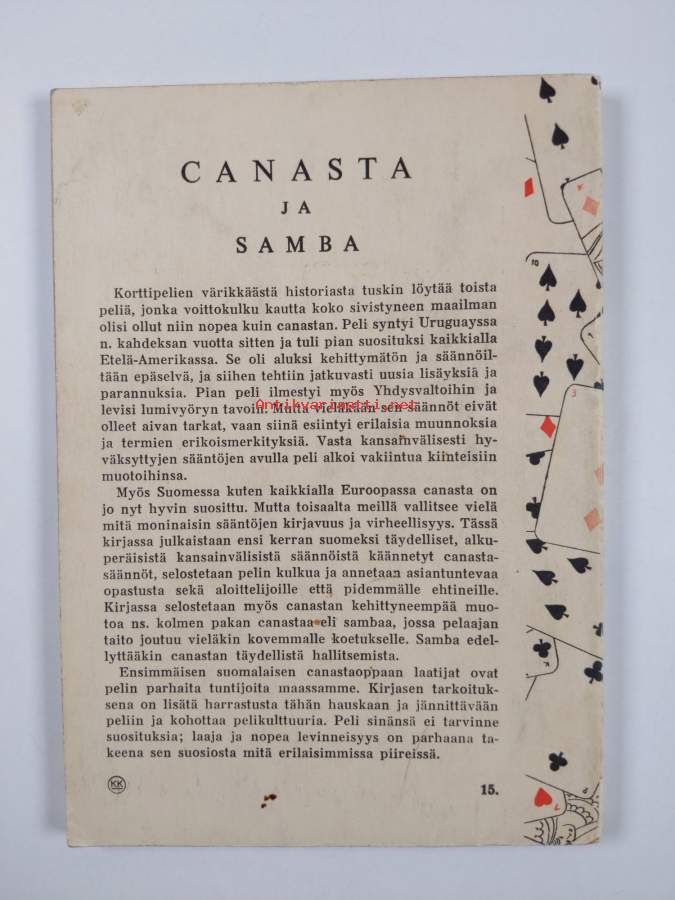 CANASTA
JA
SAMBA
Korttipelien värikkäästä historiasta tuskin löytää toista
peliä, jonka voittokulku kautta koko sivistyneen maailman
olisi ollut niin nopea kuin canastan. Peli syntyi Uruguayssa
n. kahdeksan vuotta sitten ja tuli pian suosituksi kaikkialla
Etelä-Amerikassa. Se oli aluksi kehittymätön ja säännöil-
tään epäselvä, ja siihen tehtiin jatkuvasti uusia lisäyksiä ja
parannuksia. Pian peli ilmestyi myös Yhdysvaltoihin ja
levisi lumivyöryn tavoin. Mutta vieläkään sen säännöt eivät
Antikvariaatti.net
olleet aivan tarkat, vaan siinä esiintyi erilaisia muunnoksia
ja termien erikoismerkityksiä. Vasta kansainvälisesti hy-
väksyttyjen sääntöjen avulla peli alkoi vakiintua kiinteisiin
muotoihinsa.
Myös Suomessa kuten kaikkialla Euroopassa canasta on
jo nyt hyvin suosittu. Mutta toisaalta meillä vallitsee vielä
mitä moninaisin sääntöjen kirjavuus ja virheellisyys. Tässä
kirjassa julkaistaan ensi kerran suomeksi täydelliset, alku-
peräisistä kansainvälisistä säännöistä käännetyt canasta-
säännöt, selostetaan pelin kulkua ja annetaan asiantuntevaa
opastusta sekä aloittelijoille että pidemmälle ehtineille.
Kirjassa selostetaan myös canastan kehittyneempää muo-
toa ns. kolmen pakan canastaa eli sambaa, jossa pelaajan
taito joutuu vieläkin kovemmalle koetukselle. Samba edel-
lyttääkin canastan täydellistä hallitsemista.
Ensimmäisen suomalaisen canastaoppaan laatijat ovat
pelin parhaita tuntijoita maassamme. Kirjasen tarkoituk-
sena on lisätä harrastusta tähän hauskaan ja jännittävään
peliin ja kohottaa pelikulttuuria. Peli sinänsä ei tarvinne
suosituksia; laaja ja nopea levinneisyys on parhaana ta-
keena sen suosiosta mitä erilaisimmissa piireissä.
KK
15.
10
3
7